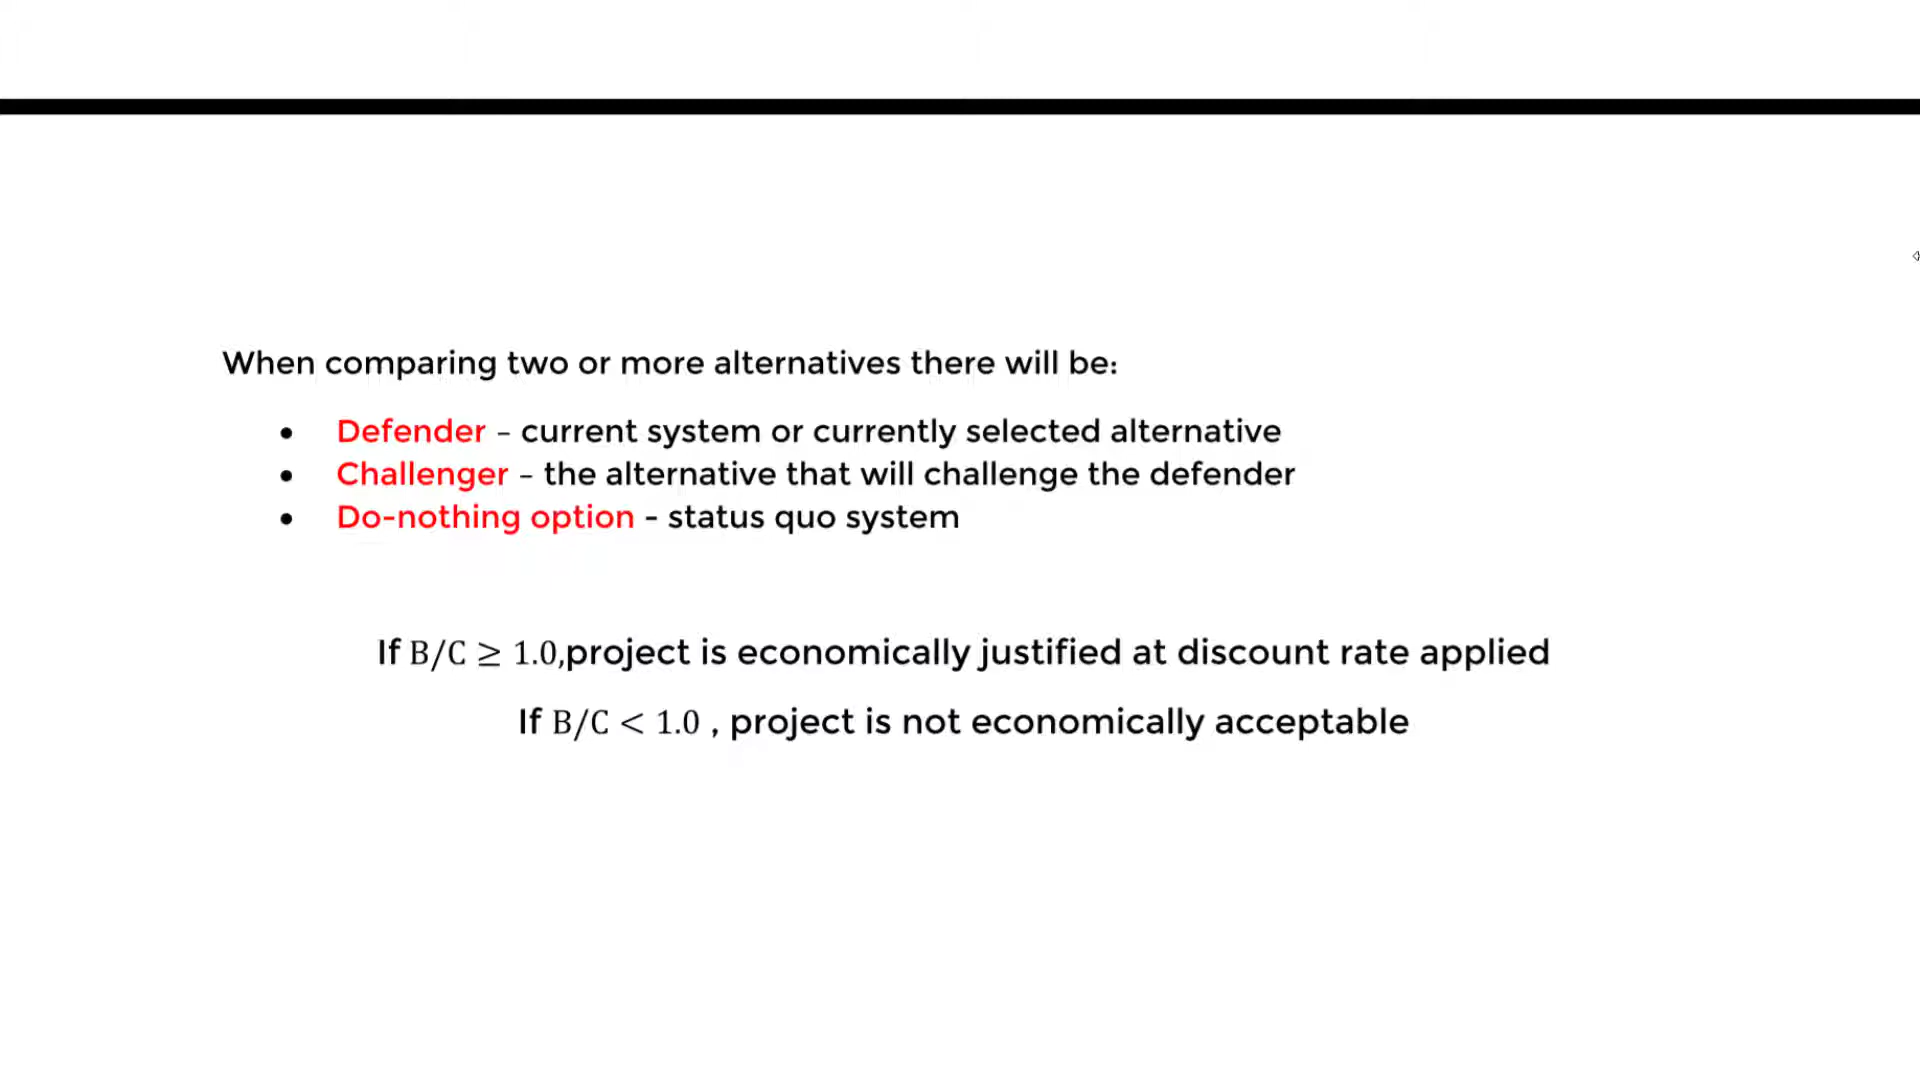 When comparing two or more alternatives there will be:
• Defender – current system or currently selected alternative
• Challenger – the alternative that will challenge the defender
• Do-nothing option - status quo system
If B/C ≥ 1.0,project is economically justified at discount rate applied
If B/C < 1.0 , project is not economically acceptable